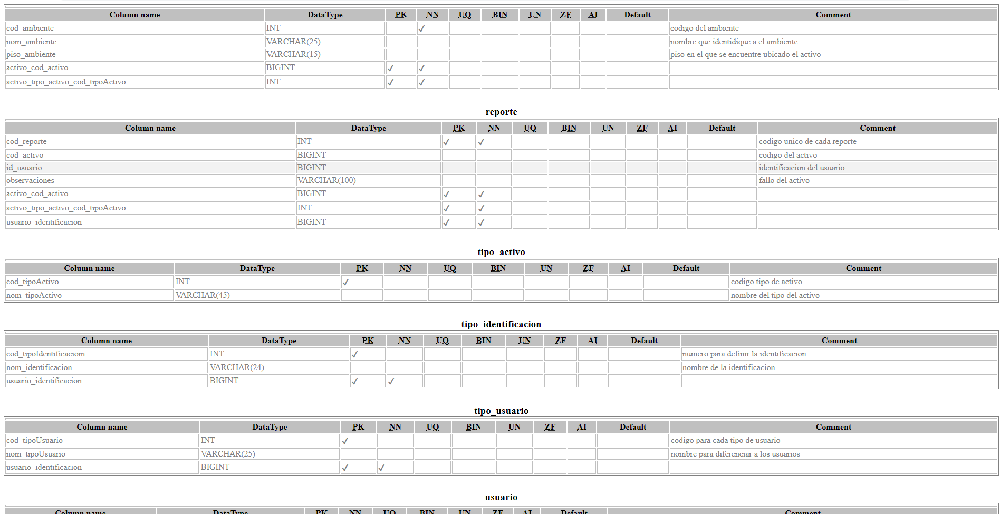 Column name DataType PK NN UQ BIN UN ZF AI Default Comment
cod_ambiente INT ✓ codigo del ambiente
nom_ambiente VARCHAR(25) nombre que identidique a el ambiente
piso_ambiente VARCHAR(15) piso en el que se encuentre ubicado el activo
activo_cod_activo BIGINT ✓ ✓
activo_tipo_activo_cod_tipoActivo INT ✓ ✓
reporte
Column name DataType PK NN UQ BIN UN ZF AI Default Comment
cod_reporte INT ✓ ✓ codigo unico de cada reporte
cod_activo BIGINT codigo del activo
id_usuario BIGINT identificacion del usuario
observaciones VARCHAR(100) fallo del activo
activo_cod_activo BIGINT ✓ ✓
activo_tipo_activo_cod_tipoActivo INT ✓ ✓
usuario_identificacion BIGINT ✓ ✓
tipo_activo
Column name DataType PK NN UQ BIN UN ZF AI Default Comment
cod_tipoActivo INT ✓ codigo tipo de activo
nom_tipoActivo VARCHAR(45) nombre del tipo del activo
tipo_identificacion
Column name DataType PK NN UQ BIN UN ZF AI Default Comment
cod_tipoIdentificaciom INT ✓ numero para definir la identificacion
nom_identificacion VARCHAR(24) nombre de la identificacion
usuario_identificacion BIGINT ✓ ✓
tipo_usuario
Column name DataType PK NN UQ BIN UN ZF AI Default Comment
cod_tipoUsuario INT ✓ codigo para cada tipo de usuario
nom_tipoUsuario VARCHAR(25) nombre para diferenciar a los usuarios
usuario_identificacion BIGINT ✓ ✓
usuario
Column name DataType PK NN UQ BIN UN ZF AI Default Comment